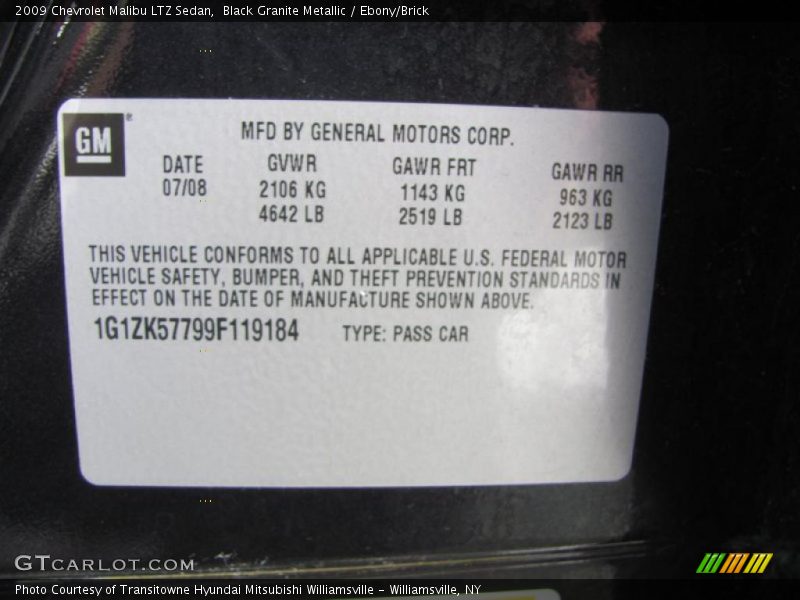 2009 Chevrolet Malibu LTZ Sedan,  Black Granite Metallic / Ebony/Brick
GM®
MFD BY GENERAL MOTORS CORP.
DATE GVWR GAWR FRT GAWR RR
07/08 2106 KG 1143 KG 963 KG
4642 LB 2519 LB 2123 LB
THIS VEHICLE CONFORMS TO ALL APPLICABLE U.S. FEDERAL MOTOR
VEHICLE SAFETY, BUMPER, AND THEFT PREVENTION STANDARDS IN
EFFECT ON THE DATE OF MANUFACTURE SHOWN ABOVE.
1G1ZK57799F119184 TYPE: PASS CAR
GTCARLOT.COM
Photo Courtesy of Transitowne Hyundai Mitsubishi Williamsville - Williamsville, NY